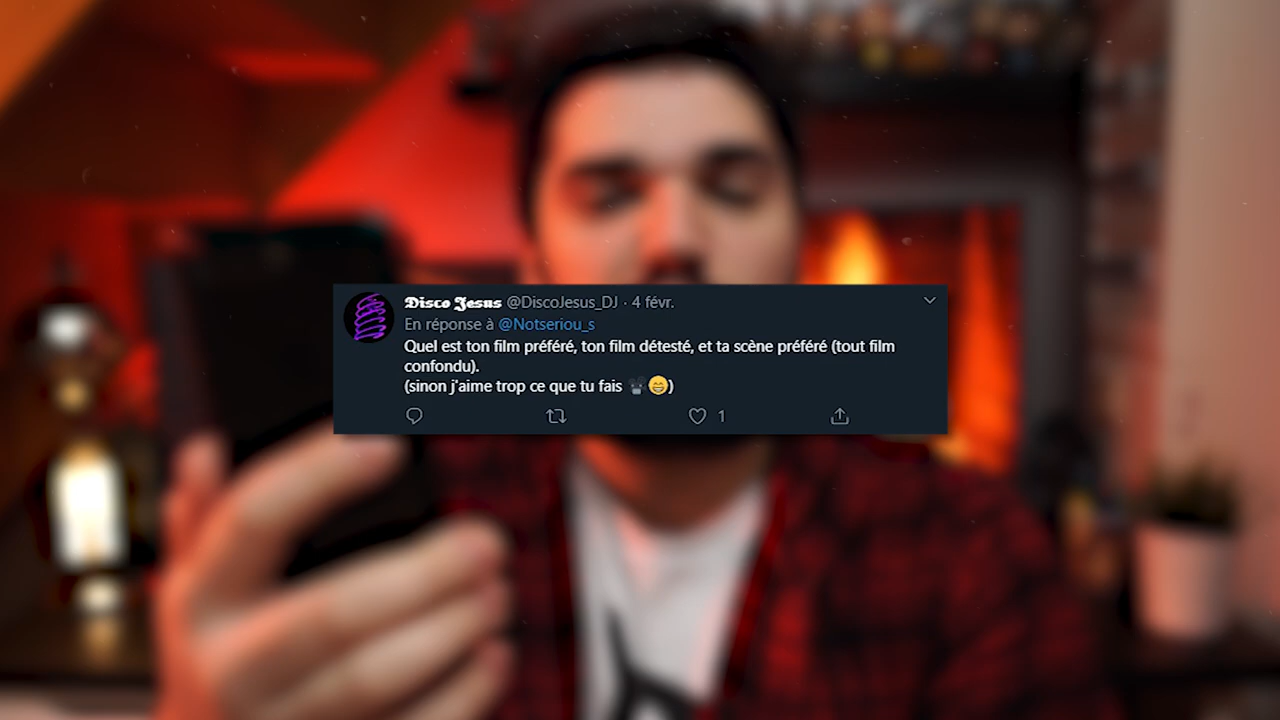 Disco Jesus @DiscoJesus_DJ · 4 févr.
En réponse à @Notseriou_s
Quel est ton film préféré, ton film détesté, et ta scène préféré (tout film
confondu).
(sinon j'aime trop ce que tu fais 🎥😁)
1